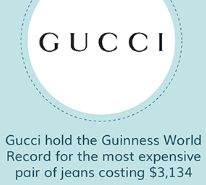 GUCCI
Gucci hold the Guinness World
Record for the most expensive
pair of jeans costing $3,134